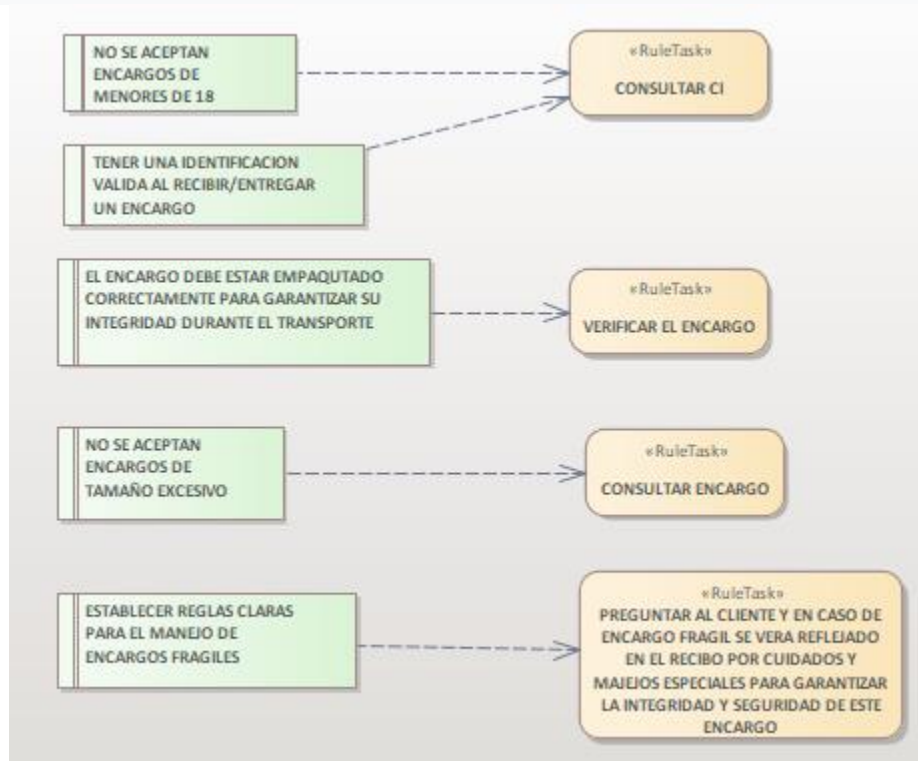 NO SE ACEPTAN
ENCARGOS DE
MENORES DE 18
«RuleTask»
CONSULTAR CI
TENER UNA IDENTIFICACION
VALIDA AL RECIBIR/ENTREGAR
UN ENCARGO
EL ENCARGO DEBE ESTAR EMPAQUTADO
CORRECTAMENTE PARA GARANTIZAR SU
INTEGRIDAD DURANTE EL TRANSPORTE
«RuleTask»
VERIFICAR EL ENCARGO
NO SE ACEPTAN
ENCARGOS DE
TAMAÑO EXCESIVO
«RuleTask»
CONSULTAR ENCARGO
ESTABLECER REGLAS CLARAS
PARA EL MANEJO DE
ENCARGOS FRAGILES
«RuleTask»
PREGUNTAR AL CLIENTE Y EN CASO DE
ENCARGO FRAGIL SE VERA REFLEJADO
EN EL RECIBO POR CUIDADOS Y
MAJEJOS ESPECIALES PARA GARANTIZAR
LA INTEGRIDAD Y SEGURIDAD DE ESTE
ENCARGO